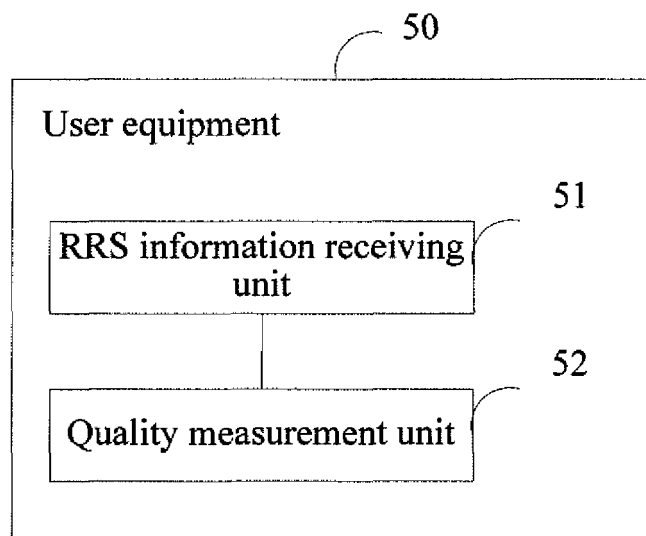 50
User equipment
51
RRS information receiving
unit
52
Quality measurement unit